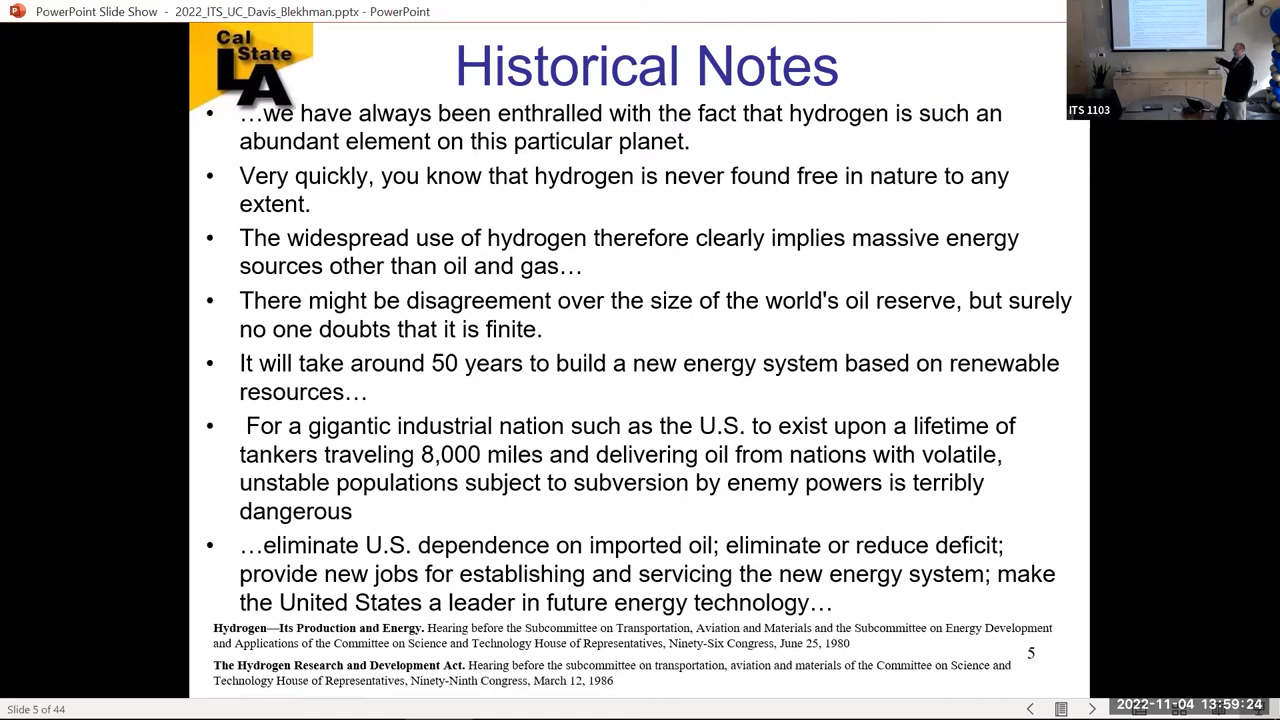 PowerPoint Slide Show - 2022_ITS_UC_Davis_Blekhman.pptx - PowerPoint
Cal
State
LA
Historical Notes
• …we have always been enthralled with the fact that hydrogen is such an
abundant element on this particular planet.
• Very quickly, you know that hydrogen is never found free in nature to any
extent.
• The widespread use of hydrogen therefore clearly implies massive energy
sources other than oil and gas…
• There might be disagreement over the size of the world's oil reserve, but surely
no one doubts that it is finite.
• It will take around 50 years to build a new energy system based on renewable
resources…
• For a gigantic industrial nation such as the U.S. to exist upon a lifetime of
tankers traveling 8,000 miles and delivering oil from nations with volatile,
unstable populations subject to subversion by enemy powers is terribly
dangerous
• …eliminate U.S. dependence on imported oil; eliminate or reduce deficit;
provide new jobs for establishing and servicing the new energy system; make
the United States a leader in future energy technology…
Hydrogen—Its Production and Energy. Hearing before the Subcommittee on Transportation, Aviation and Materials and the Subcommittee on Energy Development
and Applications of the Committee on Science and Technology House of Representatives, Ninety-Six Congress, June 25, 1980
5
The Hydrogen Research and Development Act. Hearing before the subcommittee on transportation, aviation and materials of the Committee on Science and
Technology House of Representatives, Ninety-Ninth Congress, March 12, 1986
ITS 1103
Slide 5 of 44
2022-11-04 13:59:24